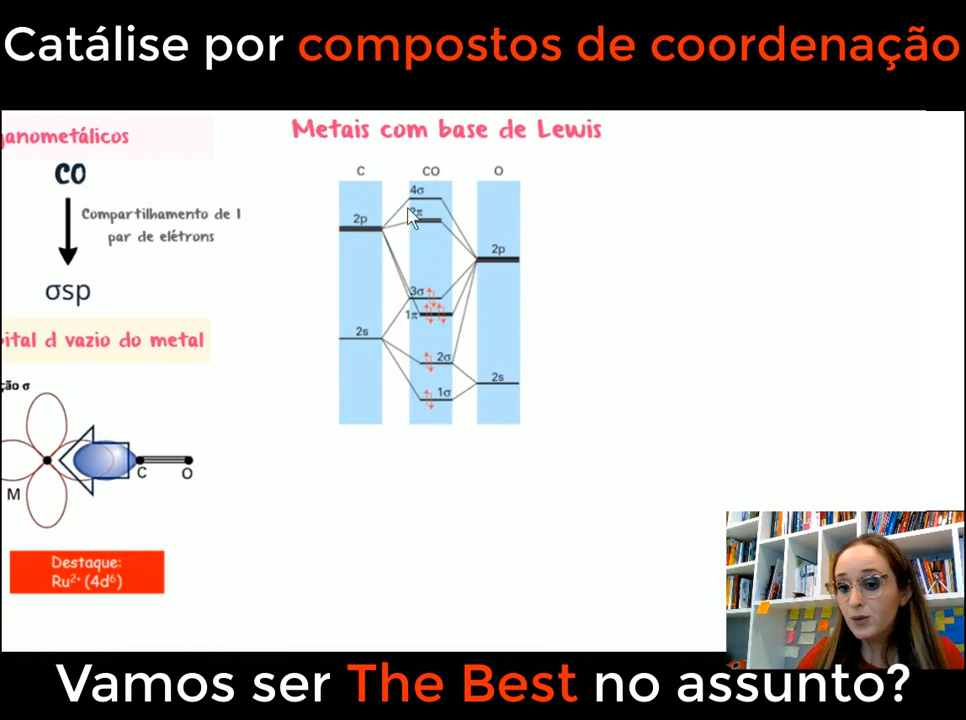 Catálise por compostos de coordenação
ganometálicos
Metais com base de Lewis
CO
Compartilhamento de 1
par de elétrons
σsp
ital d vazio do metal
ção σ
M
C
O
Destaque:
Ru²⁺ (4d⁶)
C
CO
O
4σ
2p
2p
3σ
1π
2s
2σ
2s
1σ
Vamos ser The Best no assunto?